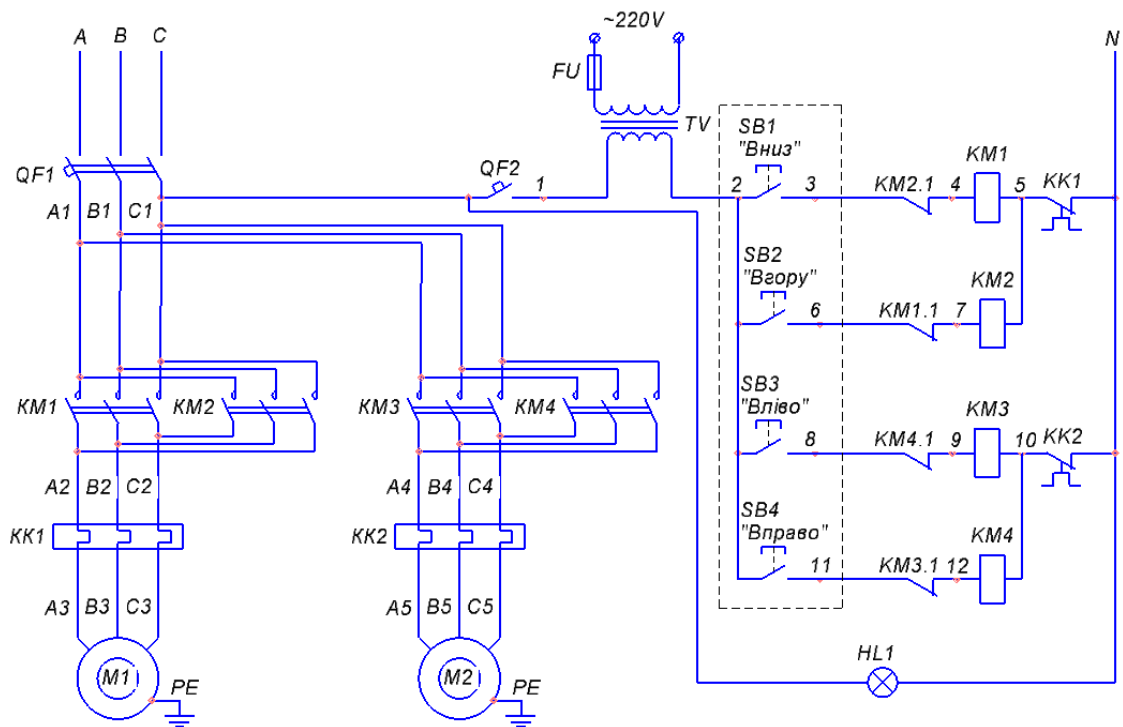 ~220V
A B C N
FU
TV
SB1
"Вниз"
KM1
QF1
QF2
1
2
3
KM2.1
4
5
KK1
A1 B1 C1
SB2
"Вгору"
KM2
6
KM1.1
7
SB3
"Вліво"
KM3
KM1
KM2
KM3
KM4
8
KM4.1
9
10
KK2
A2 B2 C2
A4 B4 C4
SB4
"Вправо"
KM4
KK1
KK2
11
KM3.1
12
A3 B3 C3
A5 B5 C5
HL1
M1
PE
M2
PE